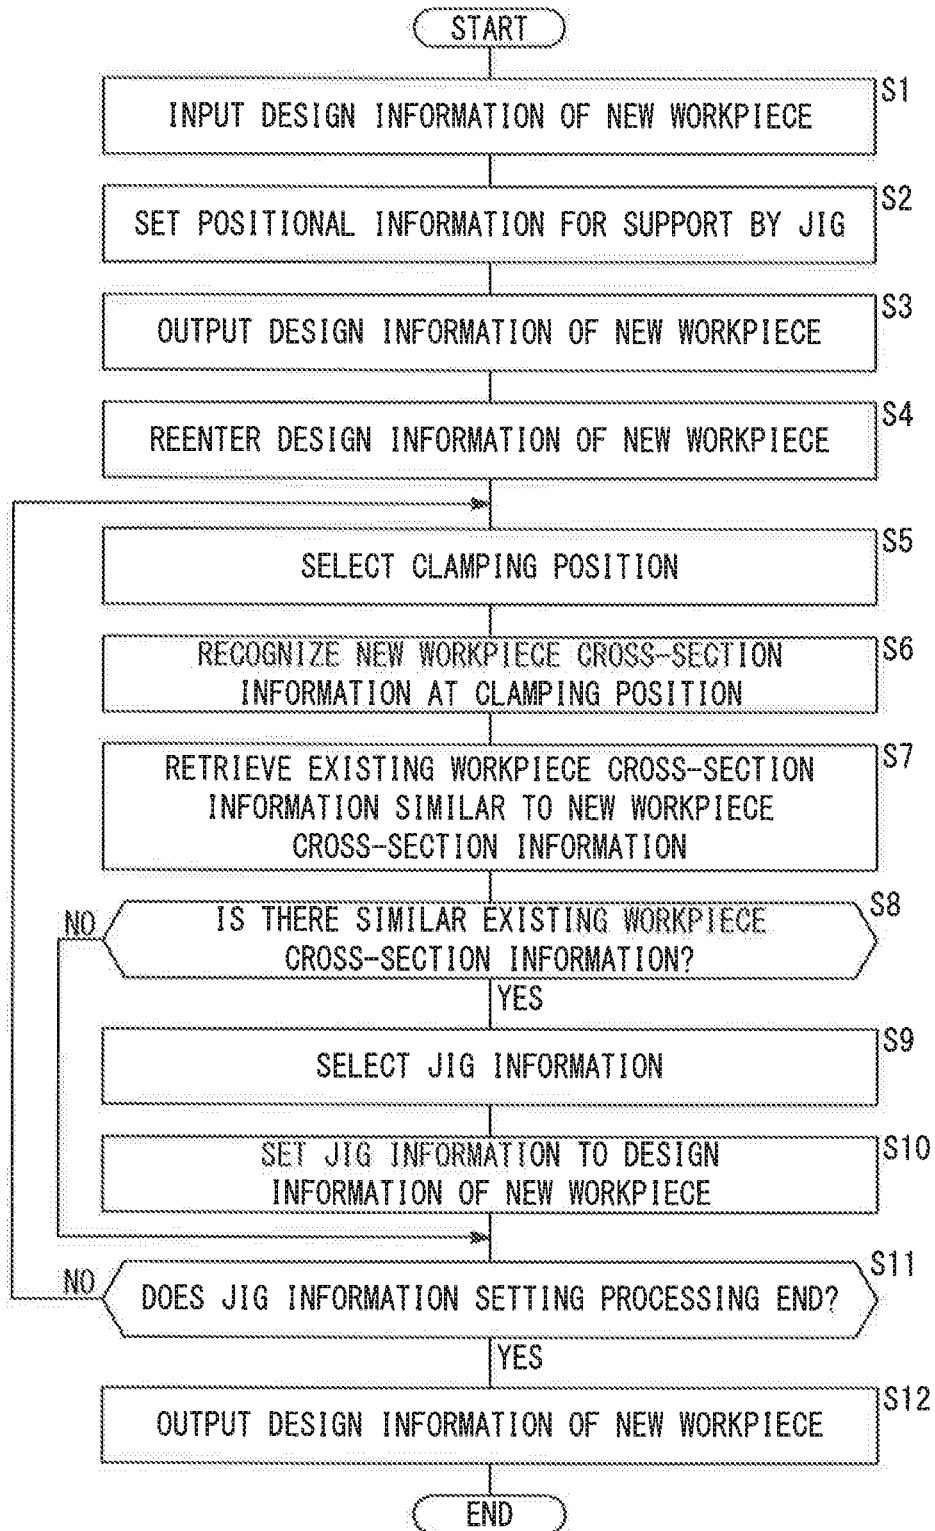 START
S1
INPUT DESIGN INFORMATION OF NEW WORKPIECE
S2
SET POSITIONAL INFORMATION FOR SUPPORT BY JIG
S3
OUTPUT DESIGN INFORMATION OF NEW WORKPIECE
S4
REENTER DESIGN INFORMATION OF NEW WORKPIECE
S5
SELECT CLAMPING POSITION
S6
RECOGNIZE NEW WORKPIECE CROSS-SECTION
INFORMATION AT CLAMPING POSITION
S7
RETRIEVE EXISTING WORKPIECE CROSS-SECTION
INFORMATION SIMILAR TO NEW WORKPIECE
CROSS-SECTION INFORMATION
S8
NO
IS THERE SIMILAR EXISTING WORKPIECE
CROSS-SECTION INFORMATION?
YES
S9
SELECT JIG INFORMATION
S10
SET JIG INFORMATION TO DESIGN
INFORMATION OF NEW WORKPIECE
S11
NO
DOES JIG INFORMATION SETTING PROCESSING END?
YES
S12
OUTPUT DESIGN INFORMATION OF NEW WORKPIECE
END